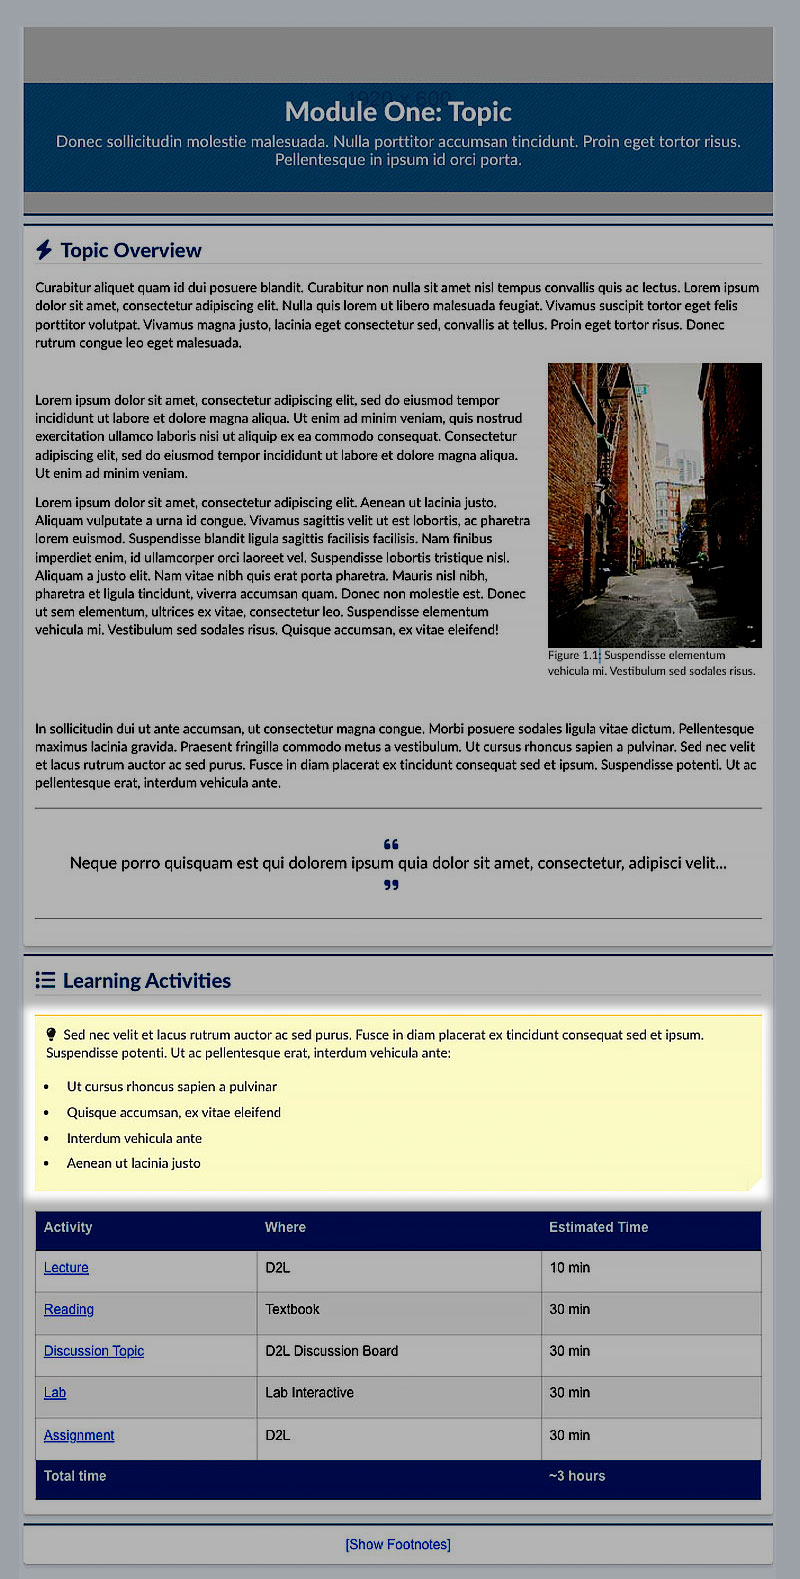 1020 x 600
Module One: Topic
Donec sollicitudin molestie malesuada. Nulla porttitor accumsan tincidunt. Proin eget tortor risus.
Pellentesque in ipsum id orci porta.
Topic Overview
Curabitur aliquet quam id dui posuere blandit. Curabitur non nulla sit amet nisl tempus convallis quis ac lectus. Lorem ipsum
dolor sit amet, consectetur adipiscing elit. Nulla quis lorem ut libero malesuada feugiat. Vivamus suscipit tortor eget felis
porttitor volutpat. Vivamus magna justo, lacinia eget consectetur sed, convallis at tellus. Proin eget tortor risus. Donec
rutrum congue leo eget malesuada.
Lorem ipsum dolor sit amet, consectetur adipiscing elit, sed do eiusmod tempor
incididunt ut labore et dolore magna aliqua. Ut enim ad minim veniam, quis nostrud
exercitation ullamco laboris nisi ut aliquip ex ea commodo consequat. Consectetur
adipiscing elit, sed do eiusmod tempor incididunt ut labore et dolore magna aliqua.
Ut enim ad minim veniam.
Lorem ipsum dolor sit amet, consectetur adipiscing elit. Aenean ut lacinia justo.
Aliquam vulputate a urna id congue. Vivamus sagittis velit ut est lobortis, ac pharetra
lorem euismod. Suspendisse blandit ligula sagittis facilisis facilisis. Nam finibus
imperdiet enim, id ullamcorper orci laoreet vel. Suspendisse lobortis tristique nisl.
Aliquam a justo elit. Nam vitae nibh quis erat porta pharetra. Mauris nisl nibh,
pharetra et ligula tincidunt, viverra accumsan quam. Donec non molestie est. Donec
ut sem elementum, ultrices ex vitae, consectetur leo. Suspendisse elementum
vehicula mi. Vestibulum sed sodales risus. Quisque accumsan, ex vitae eleifend!
Figure 1.1: Suspendisse elementum
vehicula mi. Vestibulum sed sodales risus.
In sollicitudin dui ut ante accumsan, ut consectetur magna congue. Morbi posuere sodales ligula vitae dictum. Pellentesque
maximus lacinia gravida. Praesent fringilla commodo metus a vestibulum. Ut cursus rhoncus sapien a pulvinar. Sed nec velit
et lacus rutrum auctor ac sed purus. Fusce in diam placerat ex tincidunt consequat sed et ipsum. Suspendisse potenti. Ut ac
pellentesque erat, interdum vehicula ante.
“
Neque porro quisquam est qui dolorem ipsum quia dolor sit amet, consectetur, adipisci velit...
”
Learning Activities
Sed nec velit et lacus rutrum auctor ac sed purus. Fusce in diam placerat ex tincidunt consequat sed et ipsum.
Suspendisse potenti. Ut ac pellentesque erat, interdum vehicula ante:
• Ut cursus rhoncus sapien a pulvinar
• Quisque accumsan, ex vitae eleifend
• Interdum vehicula ante
• Aenean ut lacinia justo
Activity Where Estimated Time
Lecture D2L 10 min
Reading Textbook 30 min
Discussion Topic D2L Discussion Board 30 min
Lab Lab Interactive 30 min
Assignment D2L 30 min
Total time ~3 hours
[Show Footnotes]